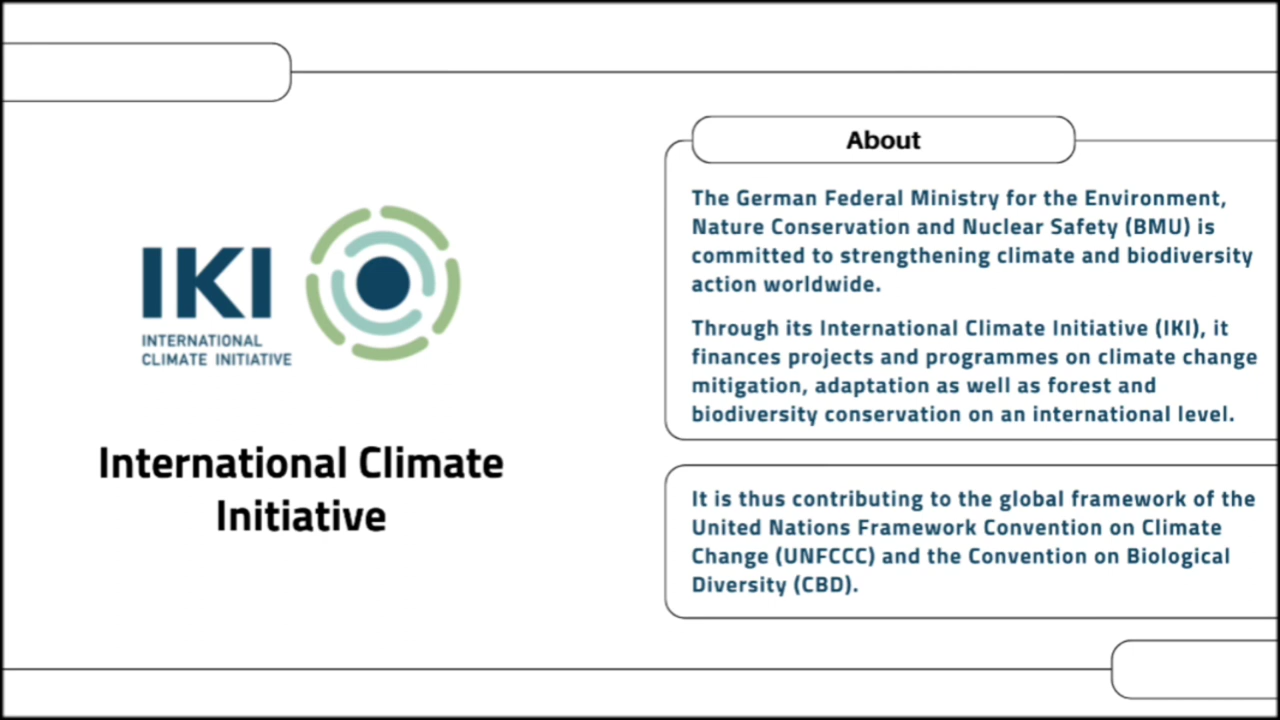 IKI
INTERNATIONAL
CLIMATE INITIATIVE
International Climate
Initiative
About
The German Federal Ministry for the Environment,
Nature Conservation and Nuclear Safety (BMU) is
committed to strengthening climate and biodiversity
action worldwide.
Through its International Climate Initiative (IKI), it
finances projects and programmes on climate change
mitigation, adaptation as well as forest and
biodiversity conservation on an international level.
It is thus contributing to the global framework of the
United Nations Framework Convention on Climate
Change (UNFCCC) and the Convention on Biological
Diversity (CBD).